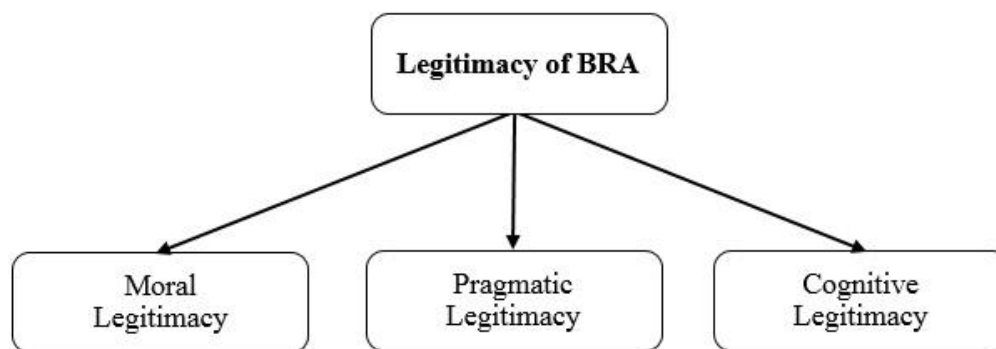 Legitimacy of BRA
Moral
Legitimacy
Pragmatic
Legitimacy
Cognitive
Legitimacy